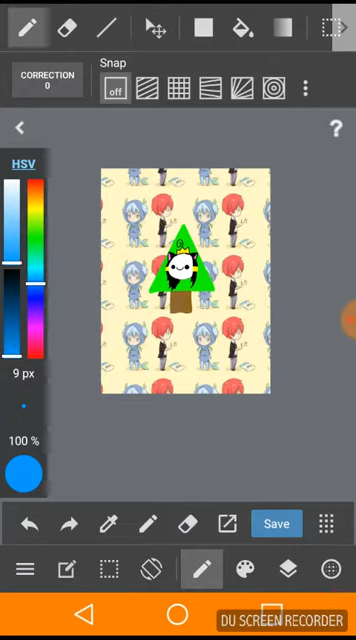 CORRECTION
0
Snap
off
?
HSV
9 px
100 %
Save
DU SCREEN RECORDER